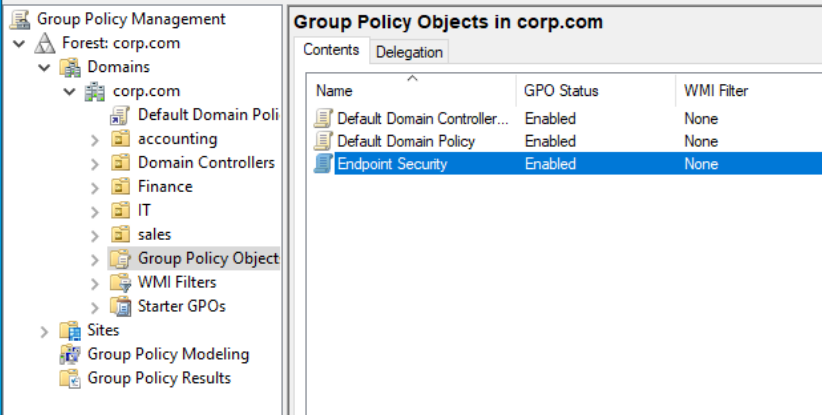 Group Policy Management
Forest: corp.com
Domains
corp.com
Default Domain Poli
accounting
Domain Controllers
Finance
IT
sales
Group Policy Object
WMI Filters
Starter GPOs
Sites
Group Policy Modeling
Group Policy Results
Group Policy Objects in corp.com
Contents Delegation
Name GPO Status WMI Filter
Default Domain Controller... Enabled None
Default Domain Policy Enabled None
Endpoint Security Enabled None